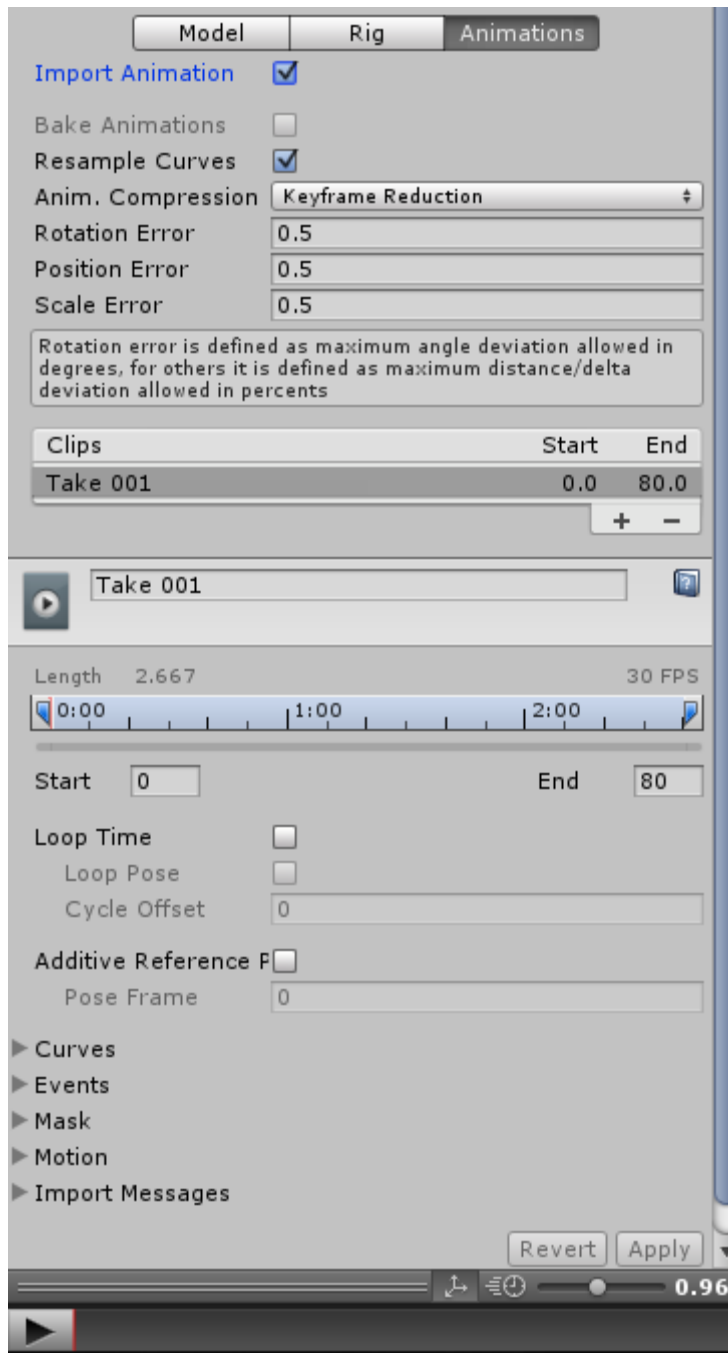 Model Rig Animations
Import Animation
Bake Animations
Resample Curves
Anim. Compression Keyframe Reduction
Rotation Error 0.5
Position Error 0.5
Scale Error 0.5
Rotation error is defined as maximum angle deviation allowed in
degrees, for others it is defined as maximum distance/delta
deviation allowed in percents
Clips Start End
Take 001 0.0 80.0
+ −
Take 001
Length 2.667 30 FPS
0:00 1:00 2:00
Start 0 End 80
Loop Time
Loop Pose
Cycle Offset 0
Additive Reference P
Pose Frame 0
Curves
Events
Mask
Motion
Import Messages
Revert Apply
0.96